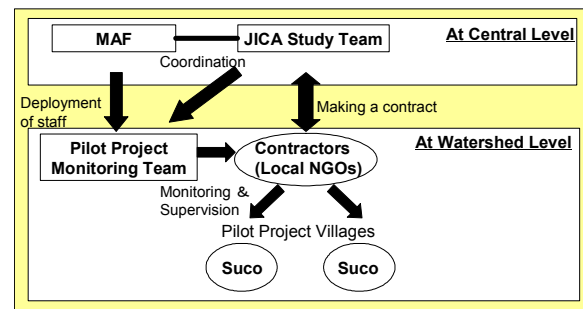 MAF
JICA Study Team
At Central Level
Coordination
Deployment
of staff
Making a contract
At Watershed Level
Pilot Project
Monitoring Team
Contractors
(Local NGOs)
Monitoring &
Supervision
Pilot Project Villages
Suco
Suco